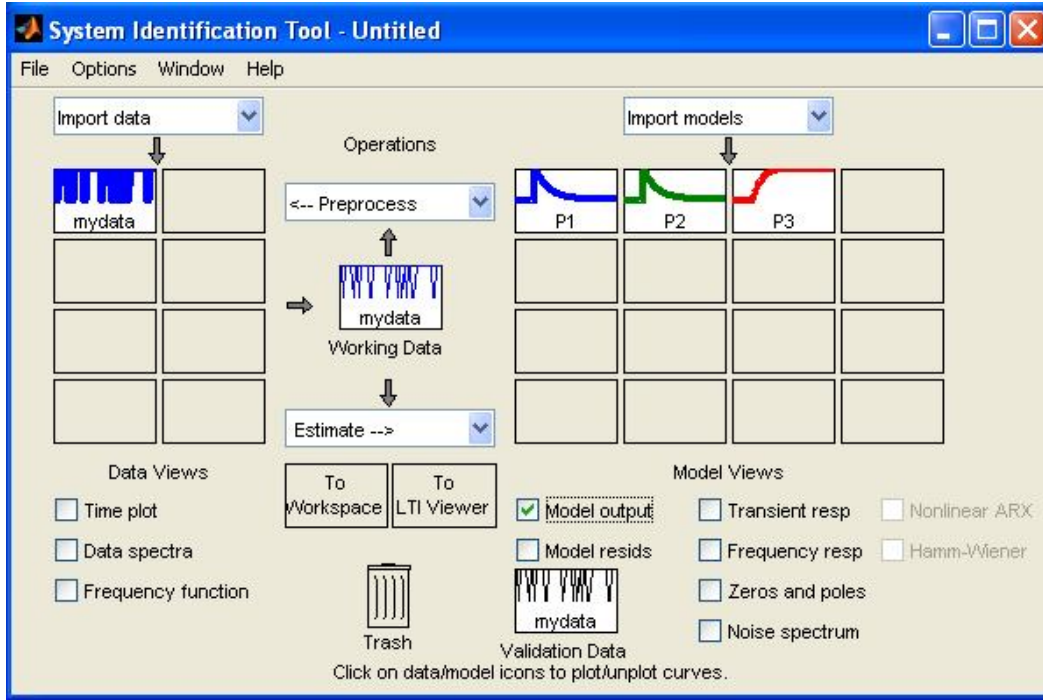 System Identification Tool - Untitled
File Options Window Help
Import data
Import models
Operations
mydata
<-- Preprocess
P1
P2
P3
mydata
Working Data
Estimate -->
Data Views
Time plot
Data spectra
Frequency function
To Workspace
To LTI Viewer
Trash
Model Views
Model output
Transient resp
Nonlinear ARX
Model resids
Frequency resp
Hamm-Wiener
Zeros and poles
Noise spectrum
mydata
Validation Data
Click on data/model icons to plot/unplot curves.